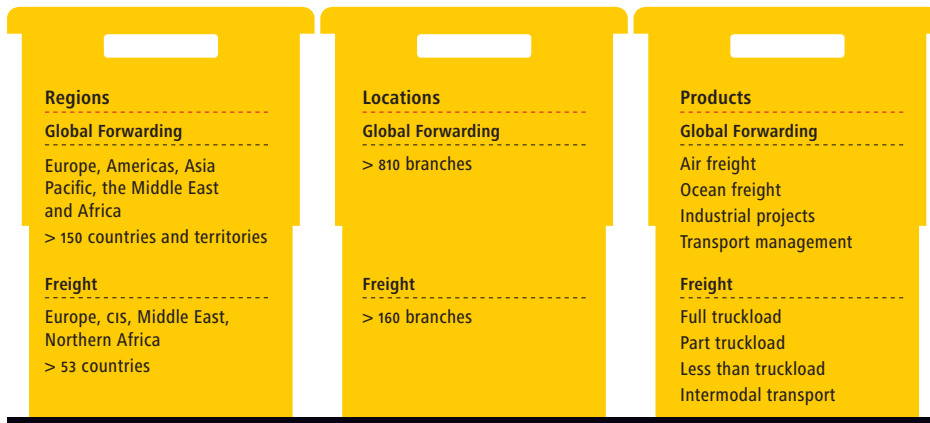 Regions
Global Forwarding
Europe, Americas, Asia
Pacific, the Middle East
and Africa
> 150 countries and territories
Freight
Europe, CIS, Middle East,
Northern Africa
> 53 countries
Locations
Global Forwarding
> 810 branches
Freight
> 160 branches
Products
Global Forwarding
Air freight
Ocean freight
Industrial projects
Transport management
Freight
Full truckload
Part truckload
Less than truckload
Intermodal transport